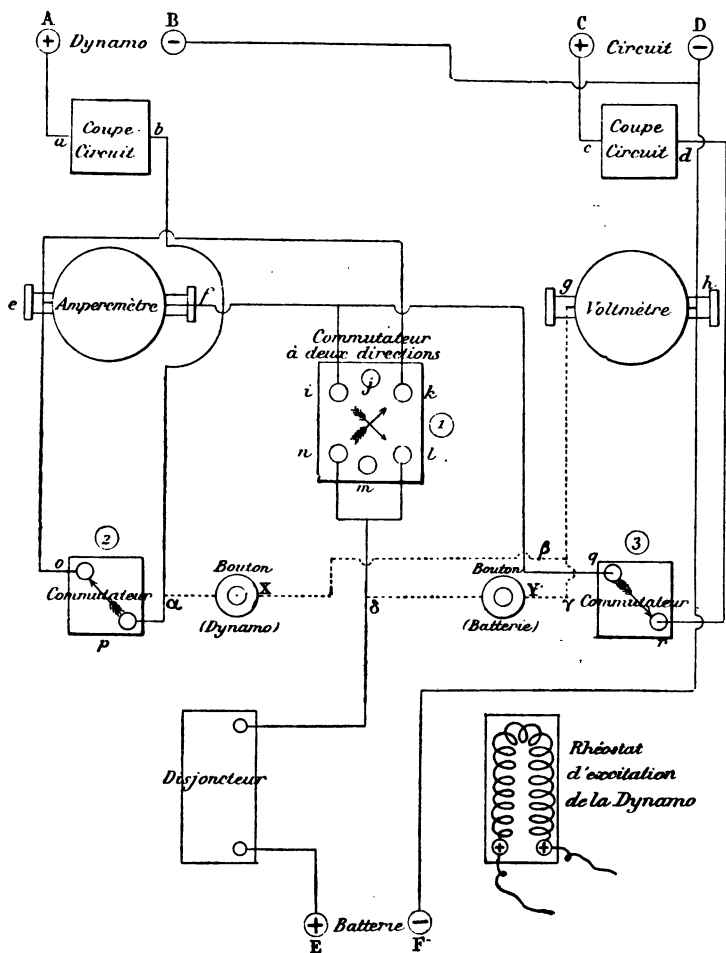 A B C D
+ Dynamo − + Circuit −
Coupe
Circuit
a b
Coupe
Circuit
c d
e Amperemètre f
g Voltmètre h
Commutateur
à deux directions
i j k
1
n m l
2
o
Commutateur
p
α
Bouton
X
(Dynamo)
β
δ
Bouton
Y
(Batterie)
γ
3
q
Commutateur
r
Disjoncteur
Rhéostat
d'excitation
de la Dynamo
+ +
+ Batterie −
E F